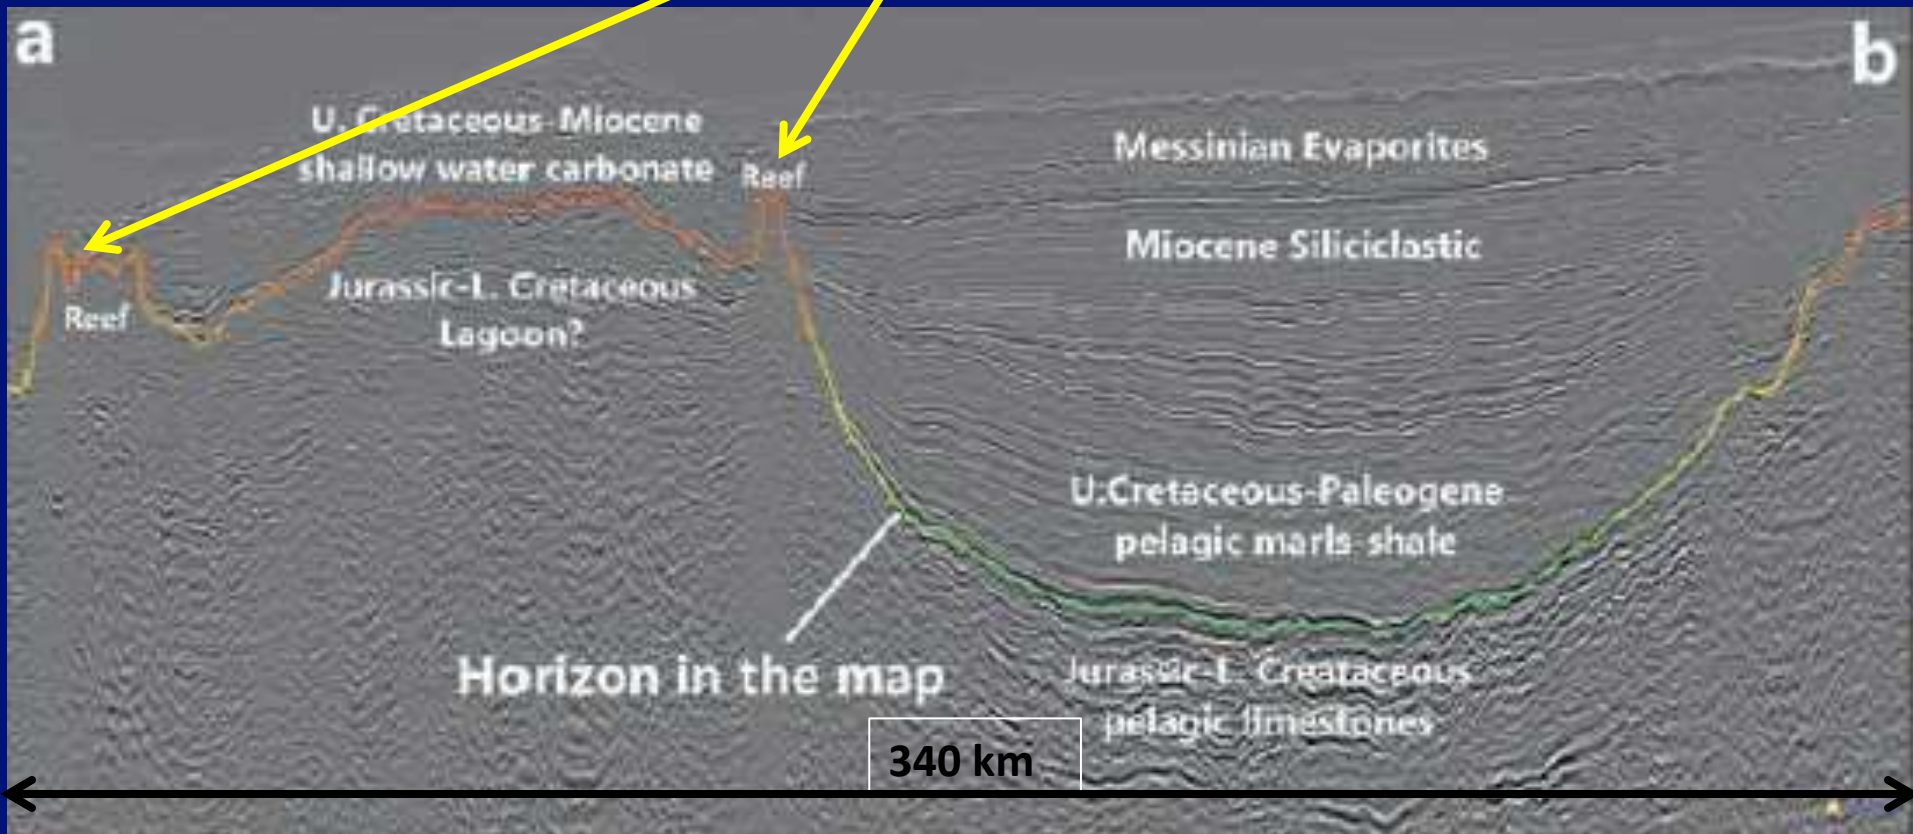 a
b
U. Cretaceous-Miocene
shallow water carbonate
Reef
Messinian Evaporites
Miocene Siliciclastic
Jurassic-L. Cretaceous
Lagoon?
Reef
U.Cretaceous-Paleogene
pelagic marls-shale
Horizon in the map
Jurassic-L. Creataceous
pelagic limestones
340 km